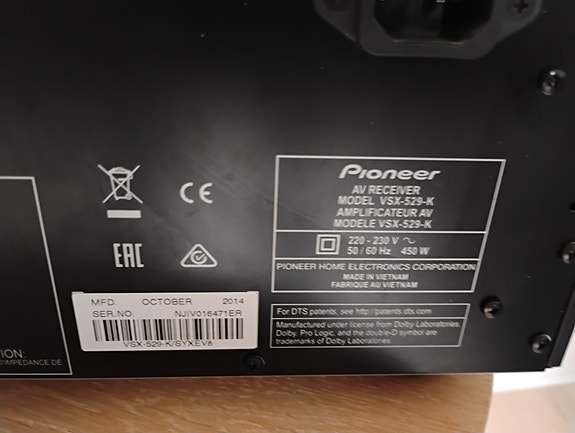 Pioneer
AV RECEIVER
MODEL VSX-529-K
AMPLIFICATEUR AV
MODELE VSX-529-K
220 - 230 V ~
50 / 60 Hz 450 W
PIONEER HOME ELECTRONICS CORPORATION
MADE IN VIETNAM
FABRIQUE AU VIETNAM
CE
EAC
MFD. OCTOBER 2014
SER.NO. NJIV016471ER
VSX-529-K/SYXEV8
For DTS patents, see http://patents.dts.com.
Manufactured under license from Dolby Laboratories.
Dolby, Pro Logic, and the double-D symbol are
trademarks of Dolby Laboratories.
ION:
'IMPEDANCE DE